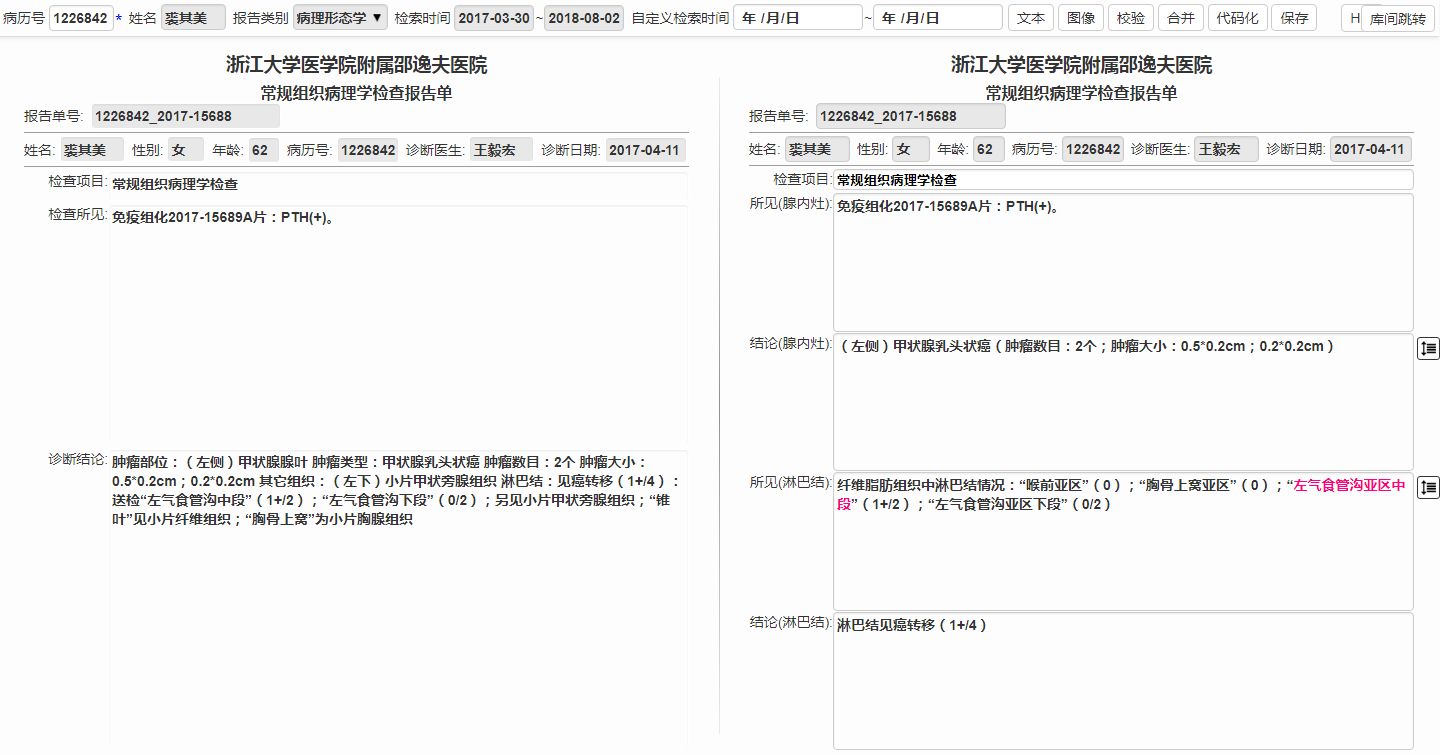 病历号 1226842 * 姓名 裘其美 报告类别 病理形态学 ▼ 检索时间 2017-03-30 ~ 2018-08-02 自定义检索时间 年 /月/日 ~ 年 /月/日 文本 图像 校验 合并 代码化 保存 H 库间跳转
浙江大学医学院附属邵逸夫医院
常规组织病理学检查报告单
报告单号: 1226842_2017-15688
姓名: 裘其美 性别: 女 年龄: 62 病历号: 1226842 诊断医生: 王毅宏 诊断日期: 2017-04-11
检查项目: 常规组织病理学检查
检查所见: 免疫组化2017-15689A片：PTH(+)。
诊断结论: 肿瘤部位：（左侧）甲状腺腺叶 肿瘤类型：甲状腺乳头状癌 肿瘤数目：2个 肿瘤大小：
0.5*0.2cm；0.2*0.2cm 其它组织：（左下）小片甲状旁腺组织 淋巴结：见癌转移（1+/4）：
送检“左气食管沟中段”（1+/2）；“左气食管沟下段”（0/2）；另见小片甲状旁腺组织；“锥
叶”见小片纤维组织；“胸骨上窝”为小片胸腺组织
浙江大学医学院附属邵逸夫医院
常规组织病理学检查报告单
报告单号: 1226842_2017-15688
姓名: 裘其美 性别: 女 年龄: 62 病历号: 1226842 诊断医生: 王毅宏 诊断日期: 2017-04-11
检查项目: 常规组织病理学检查
所见(腺内灶): 免疫组化2017-15689A片：PTH(+)。
结论(腺内灶): （左侧）甲状腺乳头状癌（肿瘤数目：2个；肿瘤大小：0.5*0.2cm；0.2*0.2cm）
所见(淋巴结): 纤维脂肪组织中淋巴结情况：“喉前亚区”（0）；“胸骨上窝亚区”（0）；“左气食管沟亚区中
段”（1+/2）；“左气食管沟亚区下段”（0/2）
结论(淋巴结): 淋巴结见癌转移（1+/4）